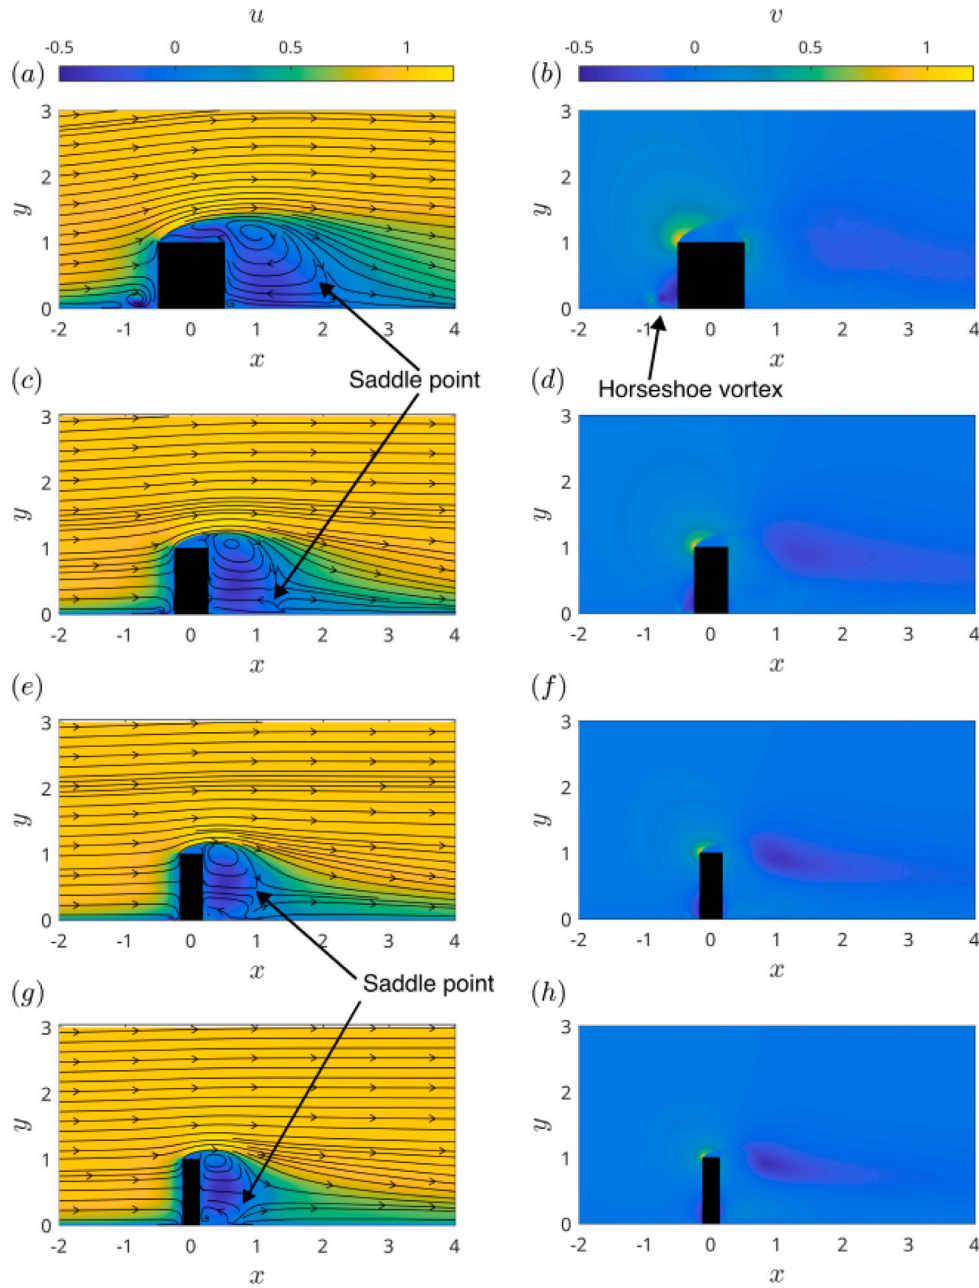 u v
-0.5 0 0.5 1 -0.5 0 0.5 1
(a) (b)
3 3
2 2
y y
1 1
0 0
-2 -1 0 1 2 3 4 -2 -1 0 1 2 3 4
x x
Saddle point
Horseshoe vortex
(c) (d)
3 3
2 2
y y
1 1
0 0
-2 -1 0 1 2 3 4 -2 -1 0 1 2 3 4
x x
(e) (f)
3 3
2 2
y y
1 1
0 0
-2 -1 0 1 2 3 4 -2 -1 0 1 2 3 4
x x
Saddle point
(g) (h)
3 3
2 2
y y
1 1
0 0
-2 -1 0 1 2 3 4 -2 -1 0 1 2 3 4
x x